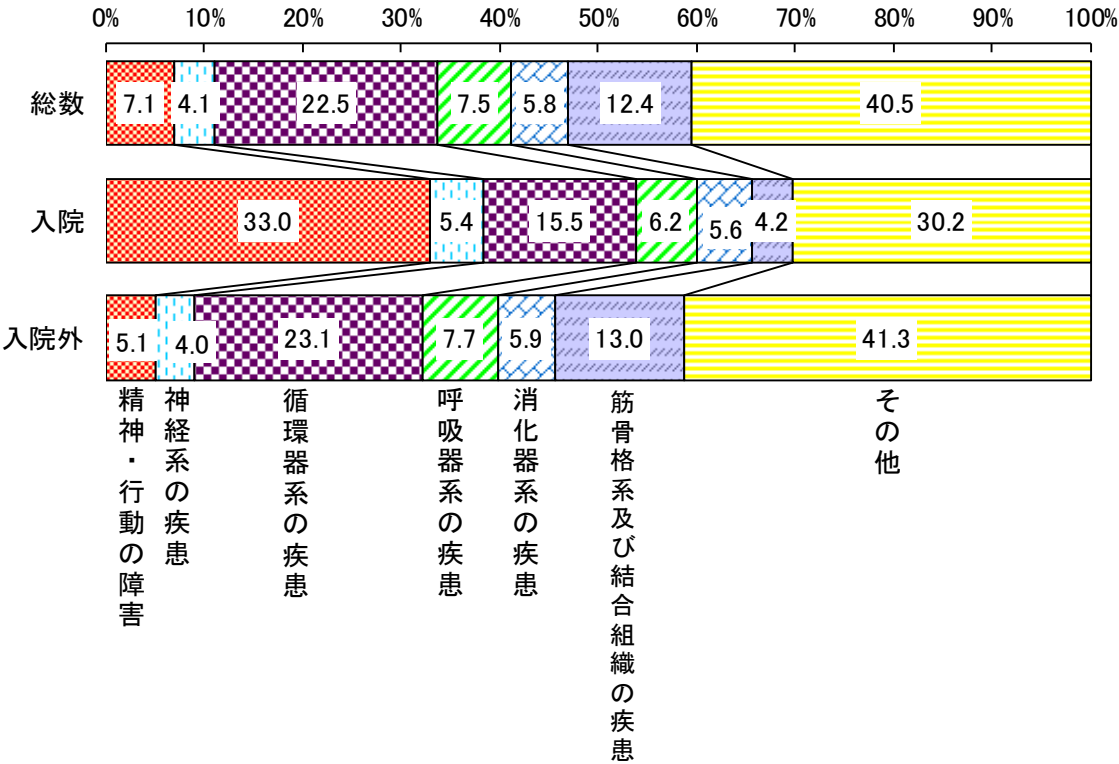 0% 10% 20% 30% 40% 50% 60% 70% 80% 90% 100%
総数 7.1 4.1 22.5 7.5 5.8 12.4 40.5
入院 33.0 5.4 15.5 6.2 5.6 4.2 30.2
入院外 5.1 4.0 23.1 7.7 5.9 13.0 41.3
精神・行動の障害
神経系の疾患
循環器系の疾患
呼吸器系の疾患
消化器系の疾患
筋骨格系及び結合組織の疾患
その他